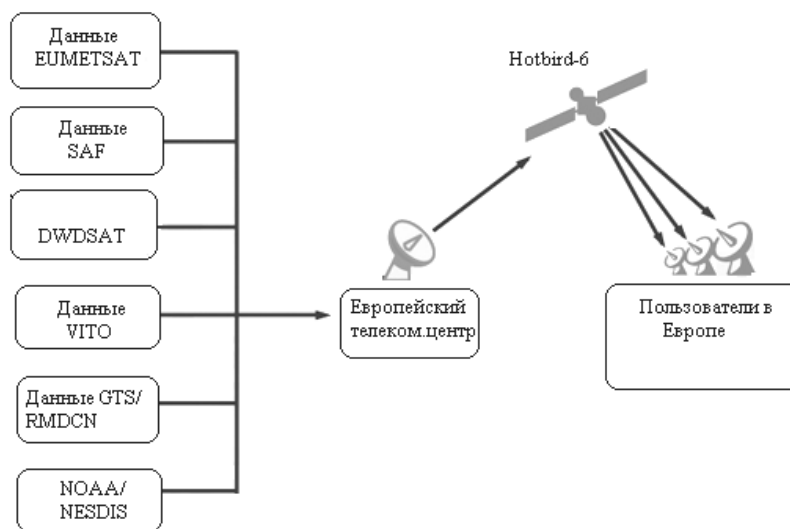 Данные
EUMETSAT
Данные
SAF
DWDSAT
Данные
VITO
Данные GTS/
RMDCN
NOAA/
NESDIS
Европейский
телеком.центр
Hotbird-6
Пользователи в
Европе